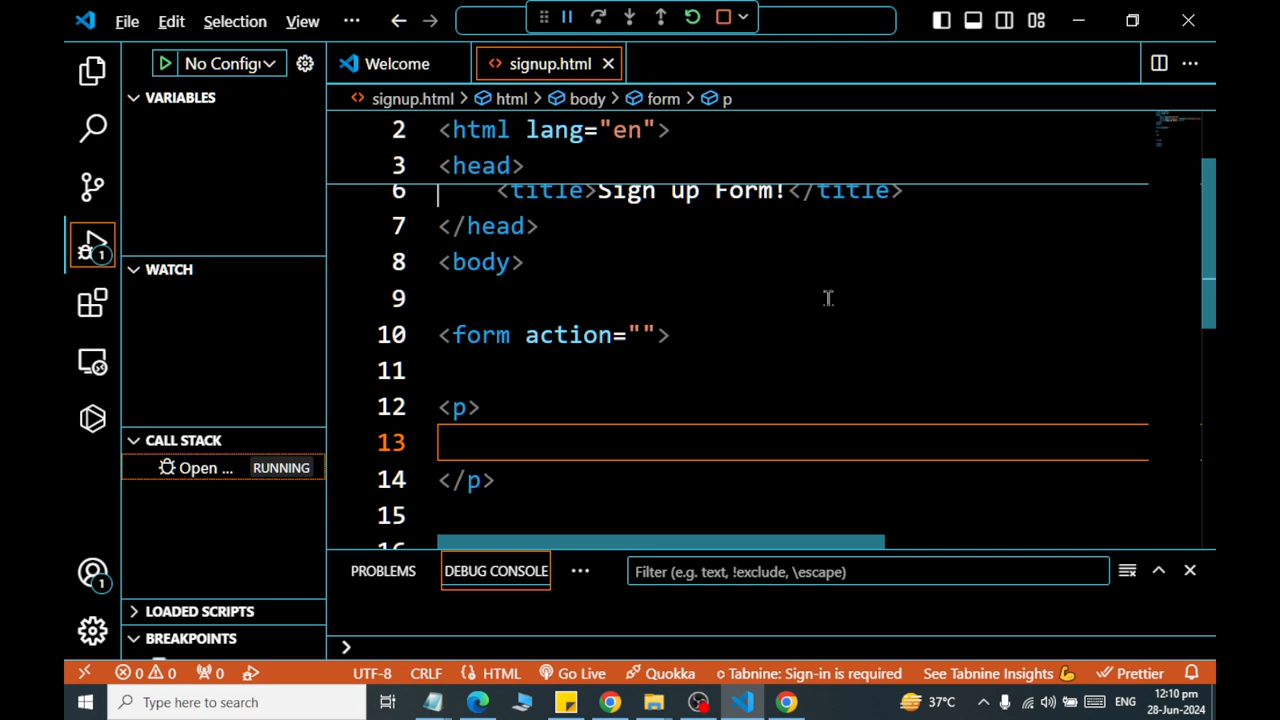 File Edit Selection View
No Config
Welcome signup.html
VARIABLES
signup.html > html > body > form > p
2 <html lang="en">
3 <head>
6 <title>Sign up Form!</title>
7 </head>
8 <body>
9
10 <form action="">
11
12 <p>
13
14 </p>
15
WATCH
CALL STACK
Open ... RUNNING
LOADED SCRIPTS
BREAKPOINTS
PROBLEMS DEBUG CONSOLE
Filter (e.g. text, !exclude, \escape)
1
1
0 0 0 UTF-8 CRLF HTML Go Live Quokka Tabnine: Sign-in is required See Tabnine Insights Prettier
Type here to search
37°C ENG 12:10 pm
28-Jun-2024